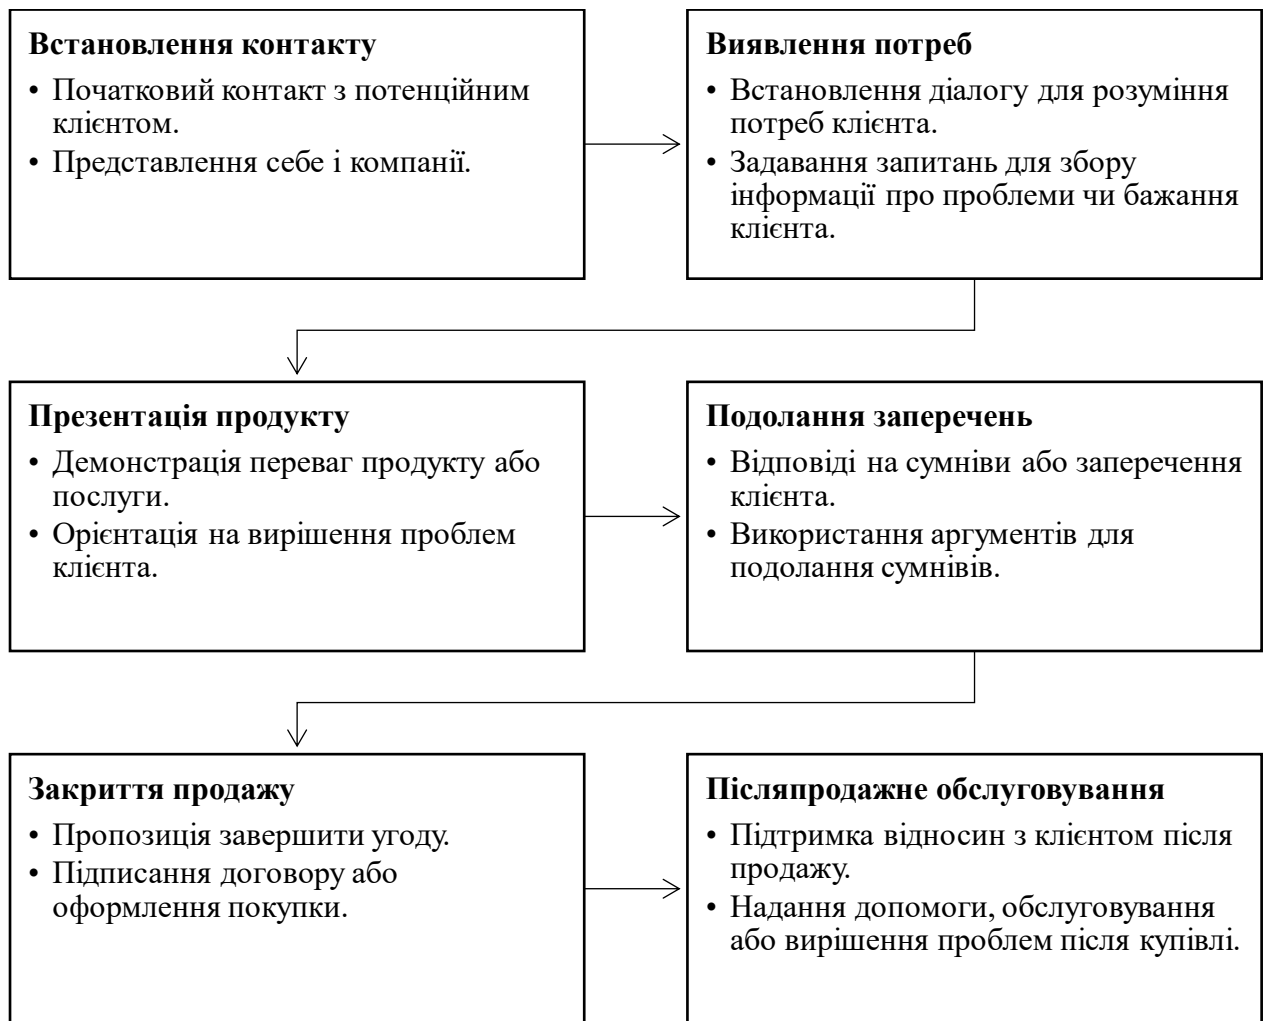 Встановлення контакту
• Початковий контакт з потенційним
клієнтом.
• Представлення себе і компанії.
Виявлення потреб
• Встановлення діалогу для розуміння
потреб клієнта.
• Задавання запитань для збору
інформації про проблеми чи бажання
клієнта.
Презентація продукту
• Демонстрація переваг продукту або
послуги.
• Орієнтація на вирішення проблем
клієнта.
Подолання заперечень
• Відповіді на сумніви або заперечення
клієнта.
• Використання аргументів для
подолання сумнівів.
Закриття продажу
• Пропозиція завершити угоду.
• Підписання договору або
оформлення покупки.
Післяпродажне обслуговування
• Підтримка відносин з клієнтом після
продажу.
• Надання допомоги, обслуговування
або вирішення проблем після купівлі.